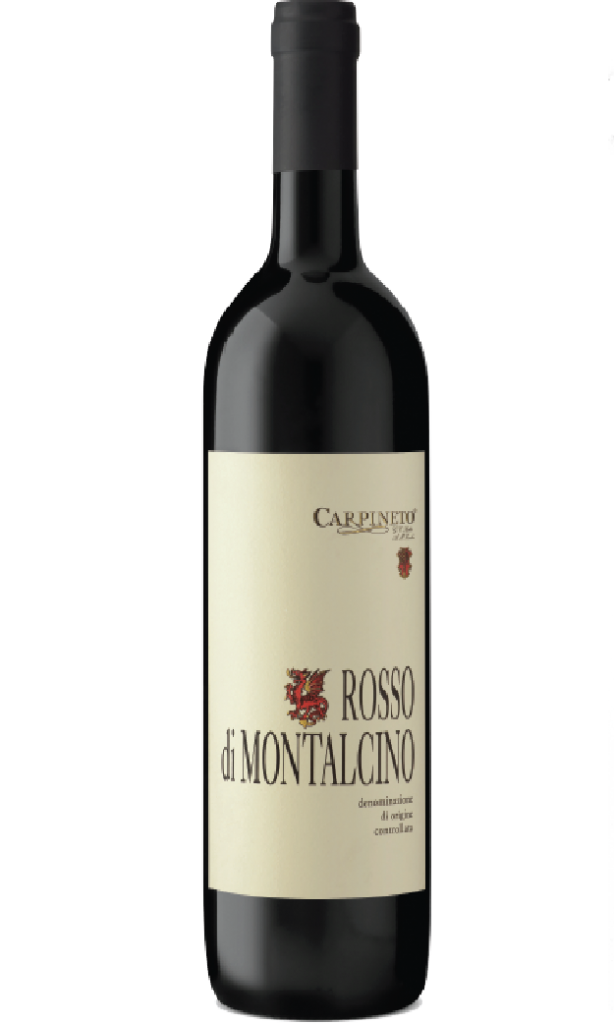 CARPINETO
ROSSO
di MONTALCINO
denominazione
di origine
controllata